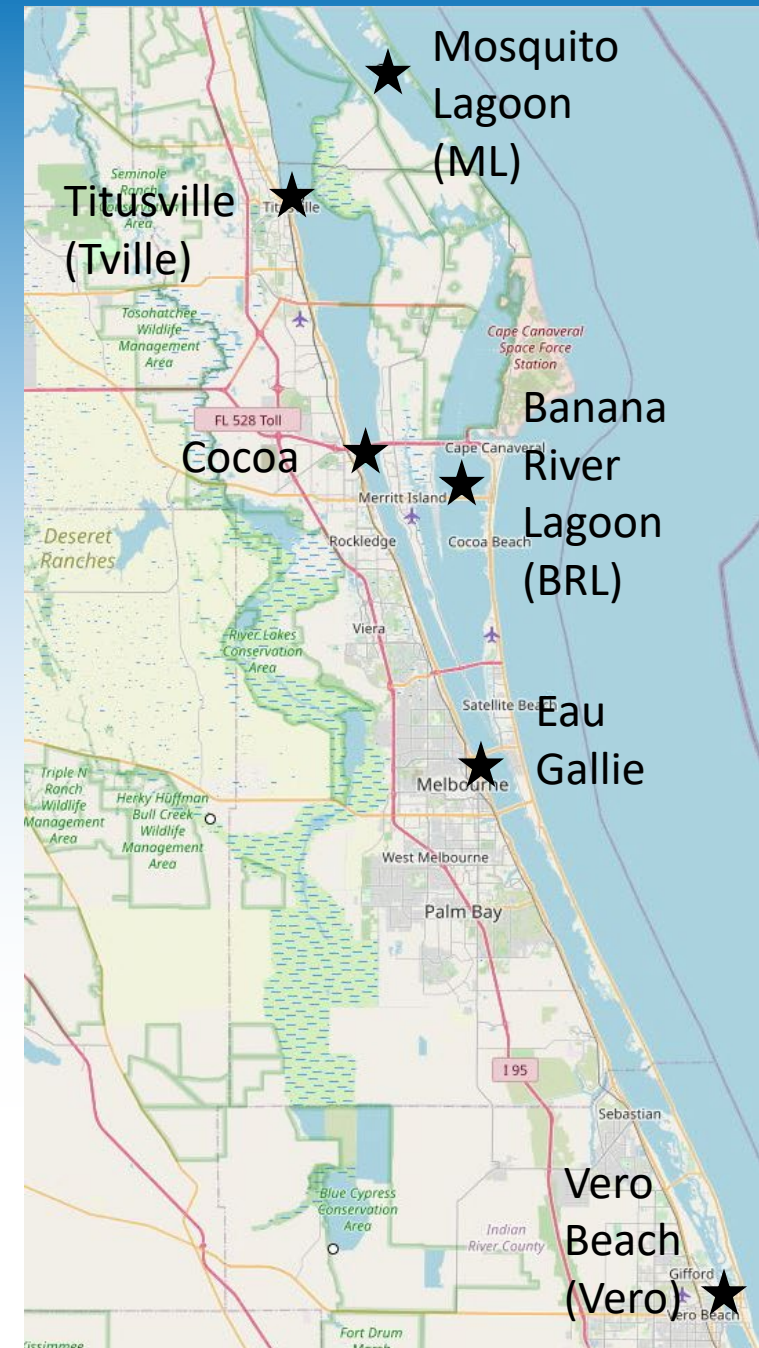 Mosquito
Lagoon
(ML)
Seminole
Ranch
Conservation
Area
Titusville
Titusville
(Tville)
Tosohatchee
Wildlife
Management
Area
Cape Canaveral
Space Force
Station
FL 528 Toll
Banana
River
Lagoon
(BRL)
Cocoa
Cape Canaveral
Merritt Island
Deseret
Ranches
Rockledge
Cocoa Beach
Viera
River Lakes
Conservation
Area
Satellite Beach
Eau
Gallie
Triple N
Ranch
Wildlife
Management
Area
Herky Huffman
Bull Creek
Wildlife
Management
Area
Melbourne
West Melbourne
Palm Bay
I 95
Sebastian
Blue Cypress
Conservation
Area
Indian
River County
Vero
Beach
(Vero)
Gifford
Vero Beach
Fort Drum